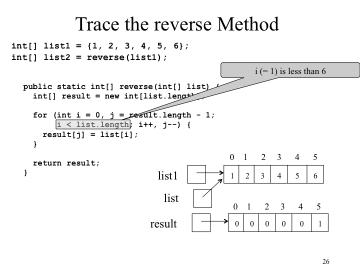 Trace the reverse Method
int[] list1 = {1, 2, 3, 4, 5, 6};
int[] list2 = reverse(list1);
i (= 1) is less than 6
public static int[] reverse(int[] list) {
int[] result = new int[list.length
for (int i = 0, j = result.length - 1;
i < list.length; i++, j--) {
result[j] = list[i];
}
return result;
}
0 1 2 3 4 5
list1
1 2 3 4 5 6
list
0 1 2 3 4 5
result
0 0 0 0 0 1
26